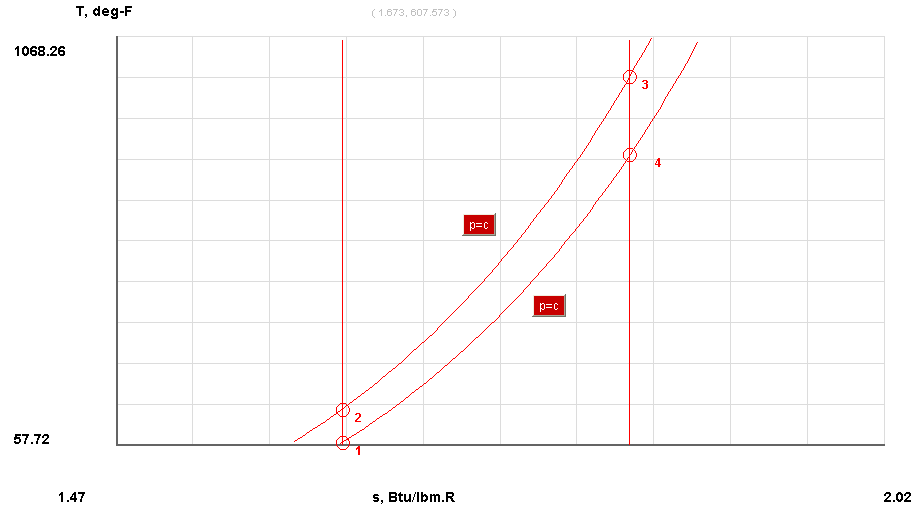 T, deg-F
( 1.673, 607.573 )
1068.26
3
4
p=c
p=c
2
57.72
1
1.47
s, Btu/lbm.R
2.02